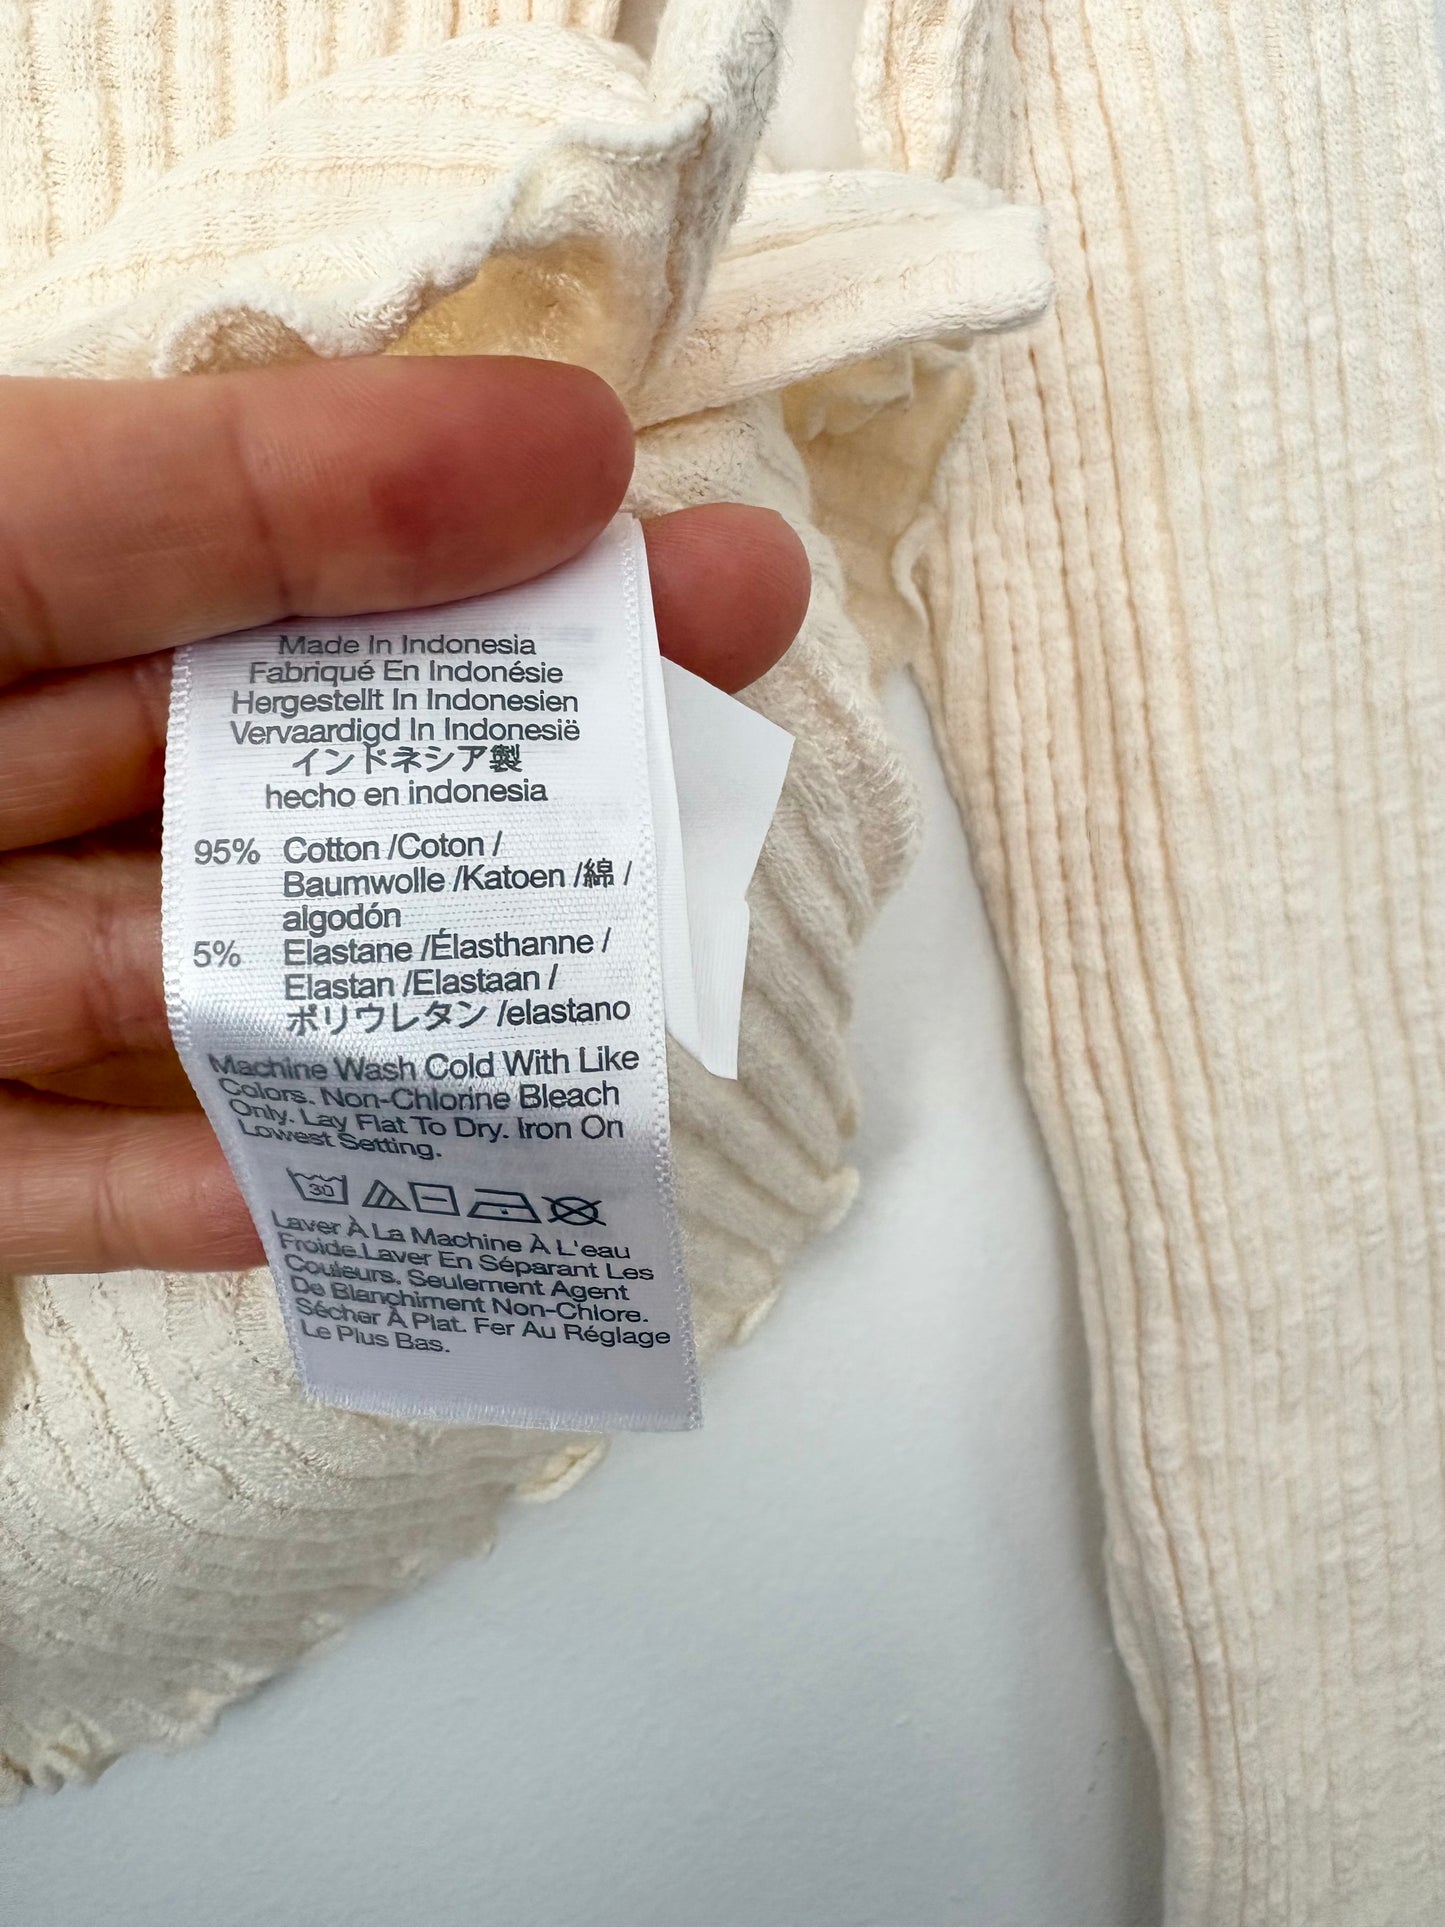 Made In Indonesia
Fabriqué En Indonésie
Hergestellt In Indonesien
Vervaardigd In Indonesië
インドネシア製
hecho en indonesia
95% Cotton /Coton /
Baumwolle /Katoen /綿 /
algodón
5% Elastane /Élasthanne /
Elastan /Elastaan /
ポリウレタン /elastano
Machine Wash Cold With Like
Colors. Non-Chlorine Bleach
Only. Lay Flat To Dry. Iron On
Lowest Setting.
30
Laver À La Machine À L'eau
Froide.Laver En Séparant Les
Couleurs. Seulement Agent
De Blanchiment Non-Chlore.
Sécher À Plat. Fer Au Réglage
Le Plus Bas.